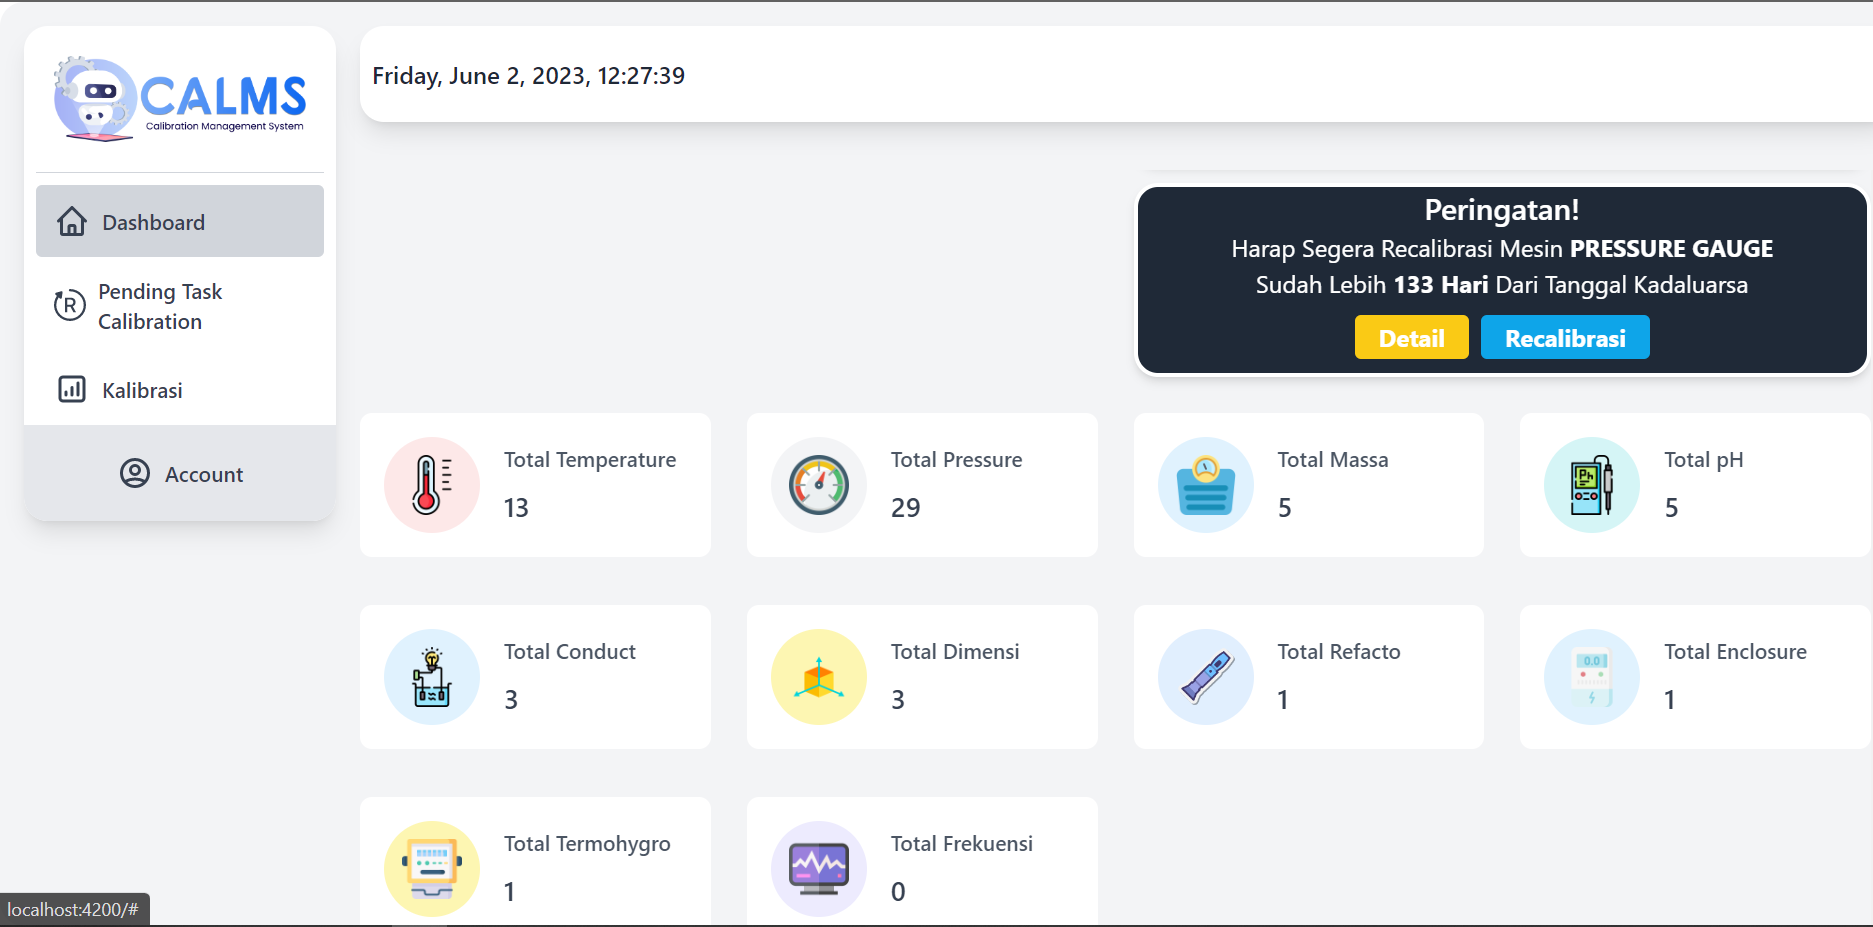 CALMS
Calibration Management System
Friday, June 2, 2023, 12:27:39
Dashboard
Pending Task
Calibration
Kalibrasi
Account
Peringatan!
Harap Segera Recalibrasi Mesin PRESSURE GAUGE
Sudah Lebih 133 Hari Dari Tanggal Kadaluarsa
Detail
Recalibrasi
Total Temperature
13
Total Pressure
29
Total Massa
5
Ph
Total pH
5
Total Conduct
3
Total Dimensi
3
Total Refacto
1
0.0
Total Enclosure
1
Total Termohygro
1
Total Frekuensi
0
localhost:4200/#